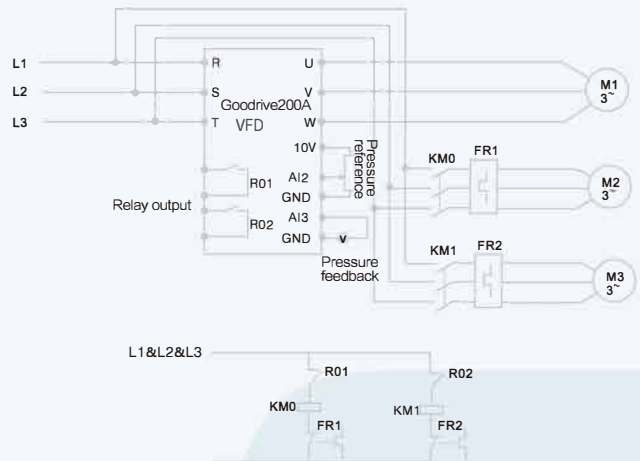 L1
L2
L3
R
S
T
Goodrive200A
VFD
U
V
W
10V
AI2
GND
AI3
GND
R01
R02
Relay output
Pressure
reference
v
Pressure
feedback
KM0
FR1
KM1
FR2
M1
3~
M2
3~
M3
3~
L1&L2&L3
R01
R02
KM0
FR1
KM1
FR2